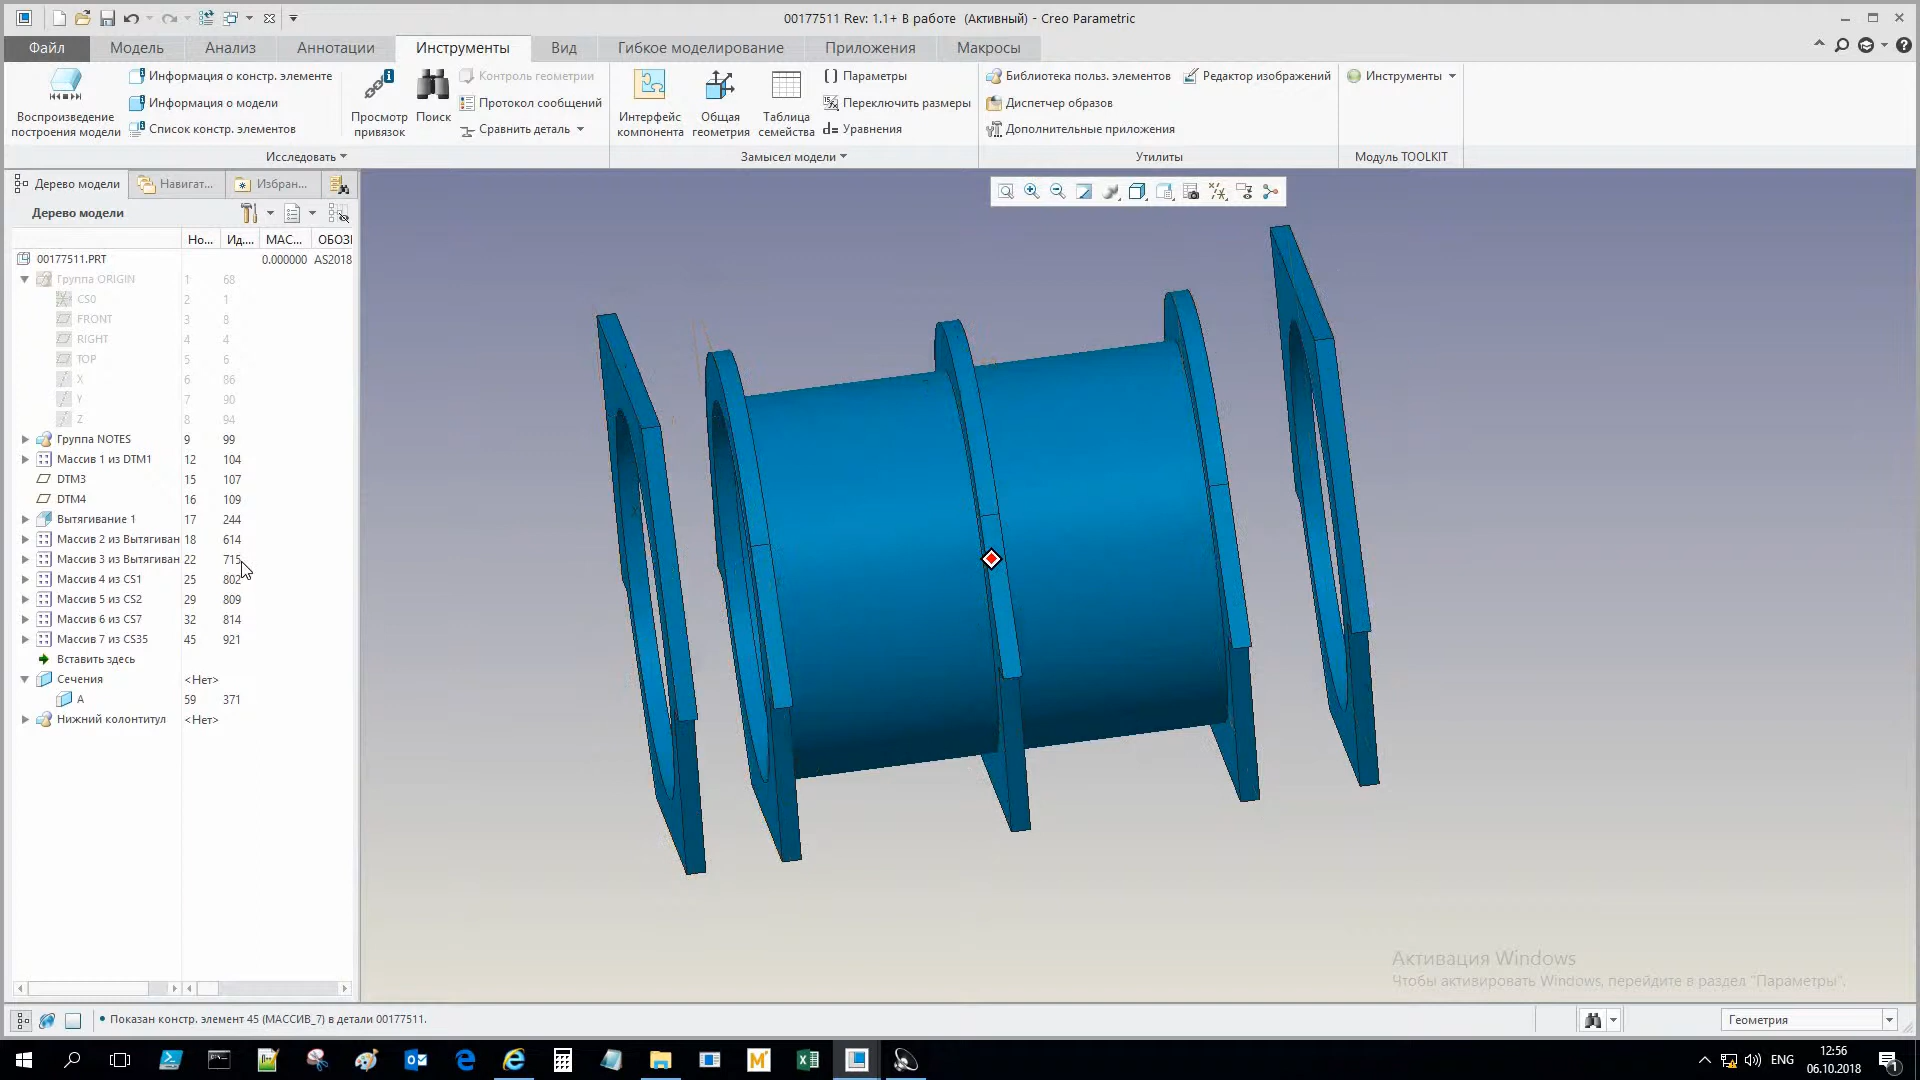 00177511 Rev: 1.1+ В работе (Активный) - Creo Parametric
Файл Модель Анализ Аннотации Инструменты Вид Гибкое моделирование Приложения Макросы
Воспроизведение построения модели
Информация о констр. элементе
Информация о модели
Список констр. элементов
Просмотр привязок
Поиск
Контроль геометрии
Протокол сообщений
Сравнить деталь
Интерфейс компонента
Общая геометрия
Таблица семейства
Параметры
Переключить размеры
d= Уравнения
Библиотека польз. элементов
Диспетчер образов
Дополнительные приложения
Редактор изображений
Инструменты
Исследовать Замысел модели Утилиты Модуль TOOLKIT
Дерево модели Навигат... Избран...
Дерево модели
Но... Ид.... МАС... ОБОЗ
00177511.PRT 0.000000 AS2018
Группа ORIGIN 1 68
CS0 2 1
FRONT 3 8
RIGHT 4 4
TOP 5 6
X 6 86
Y 7 90
Z 8 94
Группа NOTES 9 99
Массив 1 из DTM1 12 104
DTM3 15 107
DTM4 16 109
Вытягивание 1 17 244
Массив 2 из Вытягиван 18 614
Массив 3 из Вытягиван 22 715
Массив 4 из CS1 25 802
Массив 5 из CS2 29 809
Массив 6 из CS7 32 814
Массив 7 из CS35 45 921
Вставить здесь
Сечения <Нет>
A 59 371
Нижний колонтитул <Нет>
Активация Windows
Чтобы активировать Windows, перейдите в раздел "Параметры".
• Показан констр. элемент 45 (МАССИВ_7) в детали 00177511.
Геометрия
ENG
12:56
06.10.2018
1